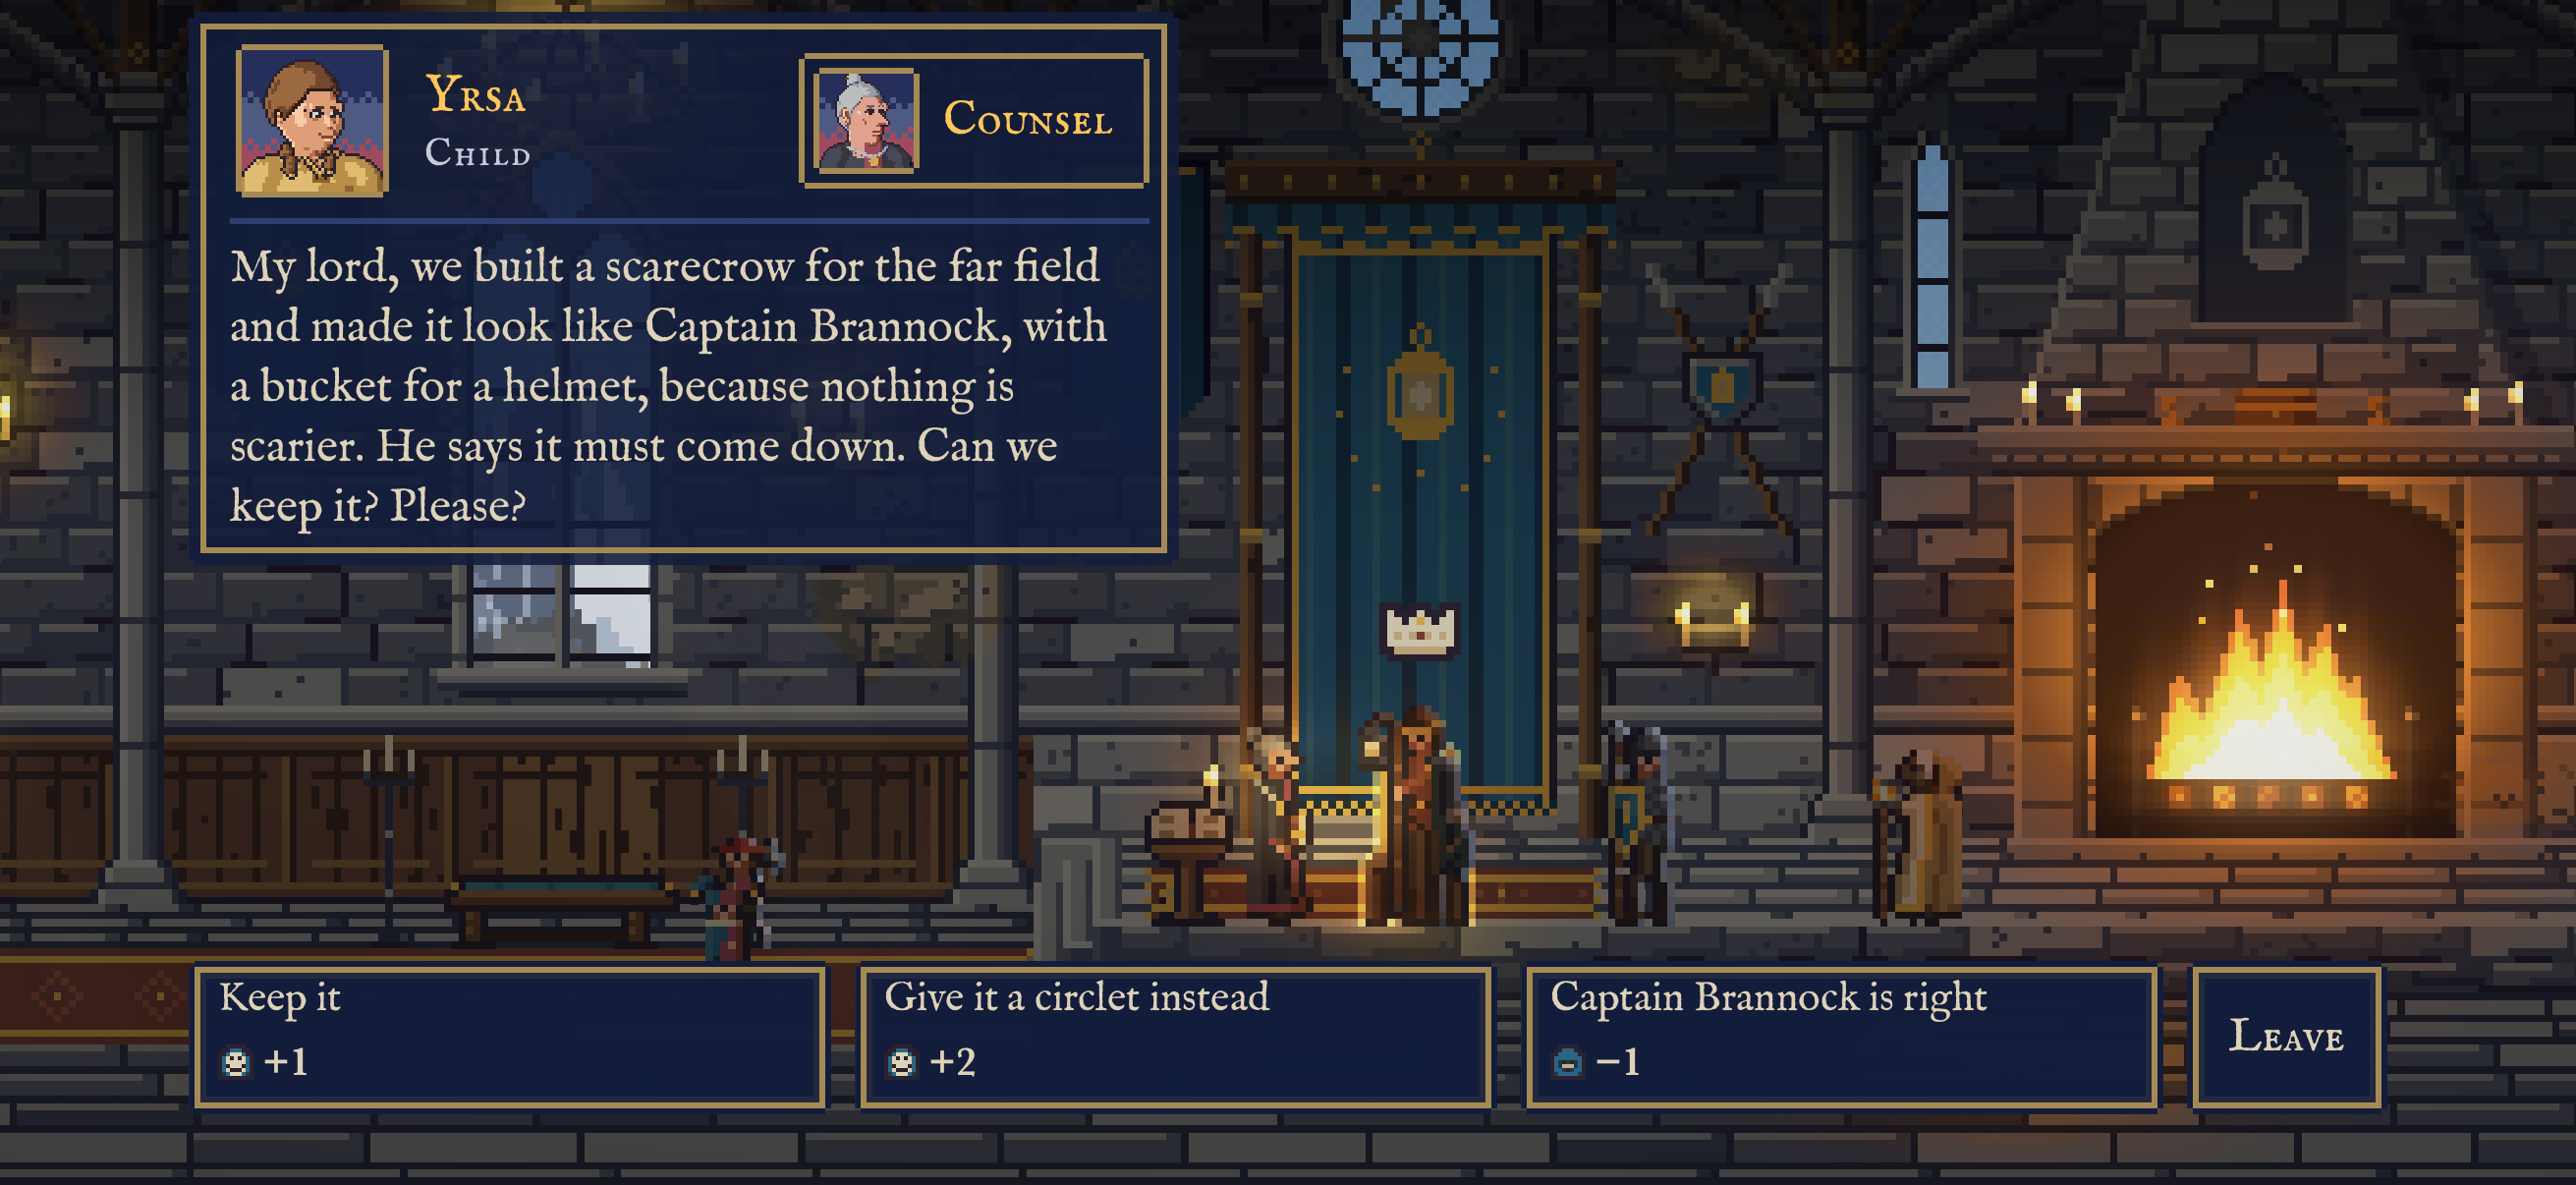 Yrsa
Child
Counsel
My lord, we built a scarecrow for the far field
and made it look like Captain Brannock, with
a bucket for a helmet, because nothing is
scarier. He says it must come down. Can we
keep it? Please?
Keep it
+1
Give it a circlet instead
+2
Captain Brannock is right
−1
Leave